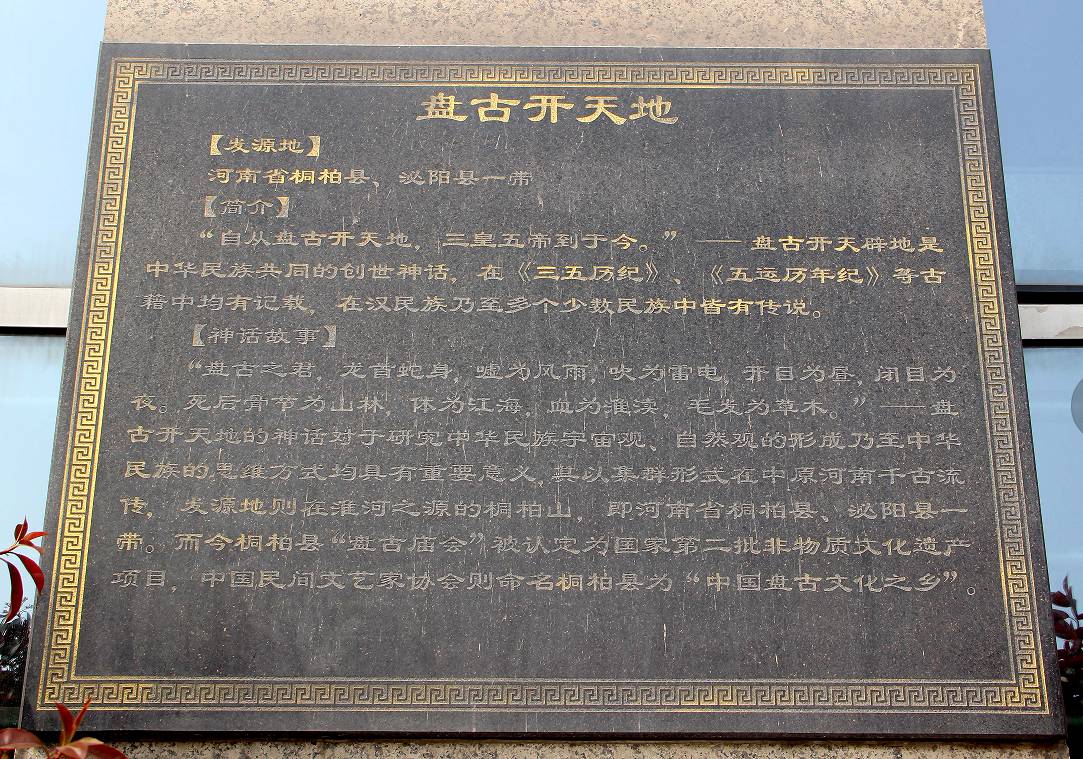 盘古开天地
【发源地】
河南省桐柏县、泌阳县一带
【简介】
“自从盘古开天地，三皇五帝到于今。”——盘古开天辟地是
中华民族共同的创世神话，在《三五历纪》、《五运历年纪》等古
籍中均有记载，在汉民族乃至多个少数民族中皆有传说。
【神话故事】
“盘古之君，龙首蛇身，嘘为风雨，吹为雷电，开目为昼，闭目为
夜。死后骨节为山林，体为江海，血为淮渎，毛发为草木。”——盘
古开天地的神话对于研究中华民族宇宙观、自然观的形成乃至中华
民族的思维方式均具有重要意义，其以集群形式在中原河南千古流
传，发源地则在淮河之源的桐柏山，即河南省桐柏县、泌阳县一
带。而今桐柏县“盘古庙会”被认定为国家第二批非物质文化遗产
项目，中国民间文艺家协会则命名桐柏县为“中国盘古文化之乡”。